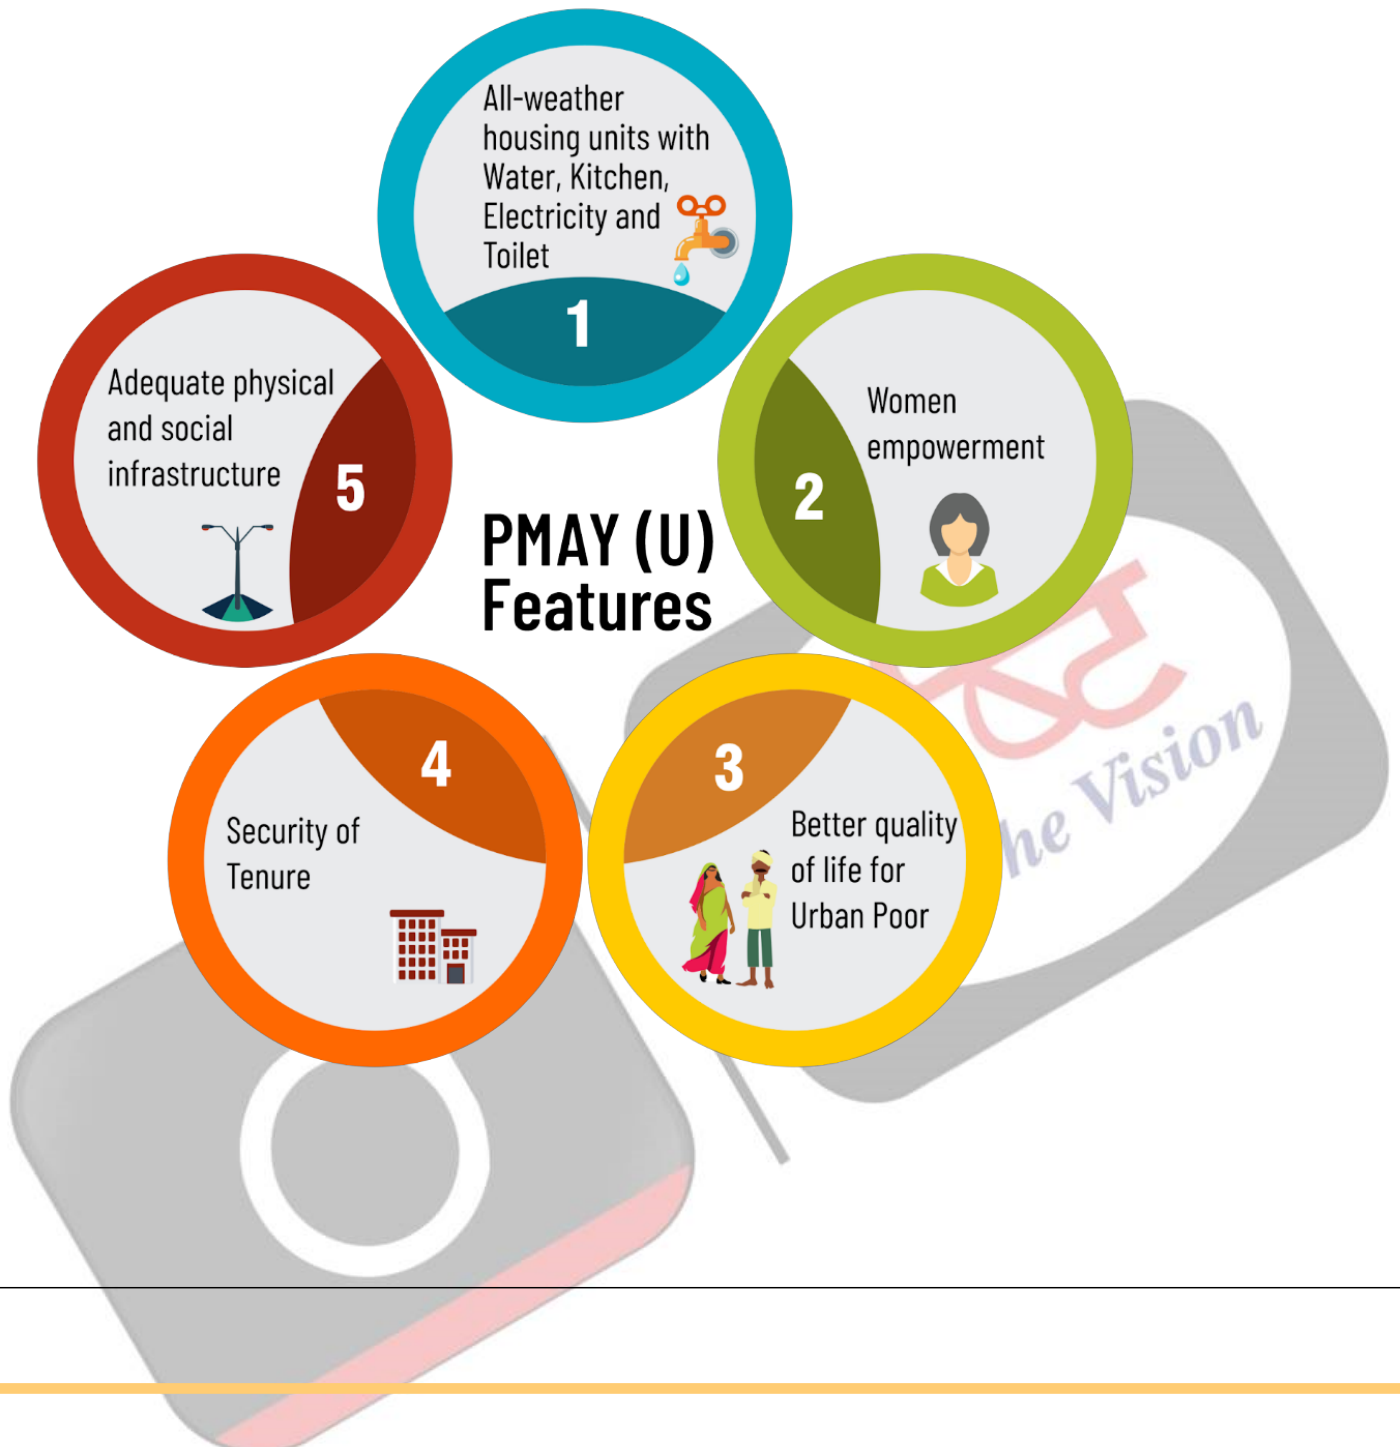 All-weather
housing units with
Water, Kitchen,
Electricity and
Toilet
1
Women
empowerment
2
3
Better quality
of life for
Urban Poor
4
Security of
Tenure
Adequate physical
and social
infrastructure
5
PMAY (U)
Features
Vision